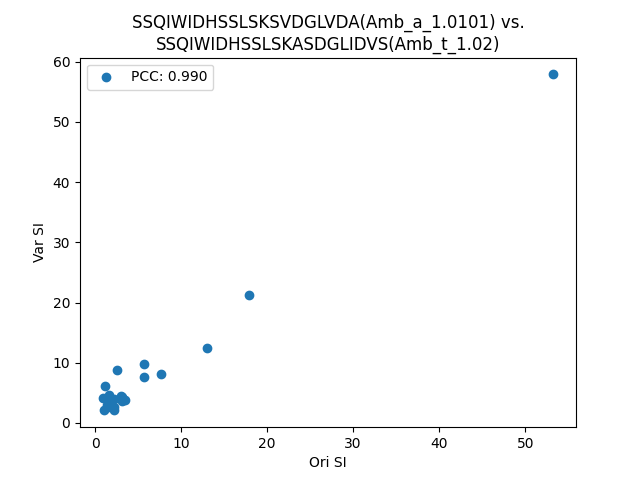 SSQIWIDHSSLSKSVDGLVDA(Amb_a_1.0101) vs.
SSQIWIDHSSLSKASDGLIDVS(Amb_t_1.02)
PCC: 0.990
60
50
40
30
20
10
0
Var SI
0 10 20 30 40 50
Ori SI